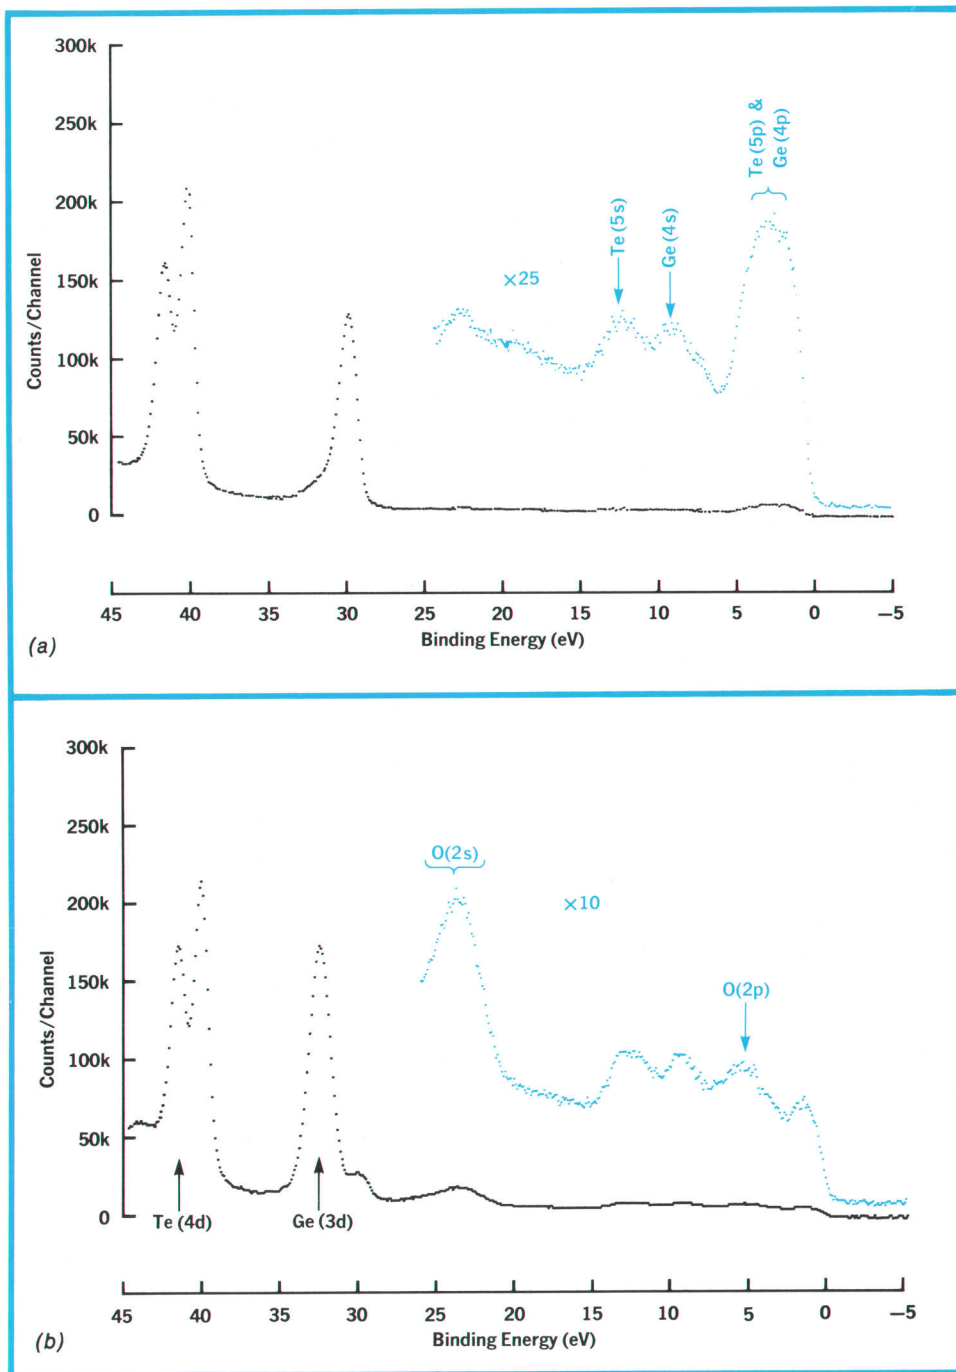 300k
250k
200k
150k
100k
50k
0
Counts/Channel
Te (5p) &
Ge (4p)
Te (5s)
Ge (4s)
×25
45 40 35 30 25 20 15 10 5 0 −5
Binding Energy (eV)
(a)
300k
250k
200k
150k
100k
50k
0
Counts/Channel
O(2s)
×10
O(2p)
Te (4d)
Ge (3d)
45 40 35 30 25 20 15 10 5 0 −5
Binding Energy (eV)
(b)